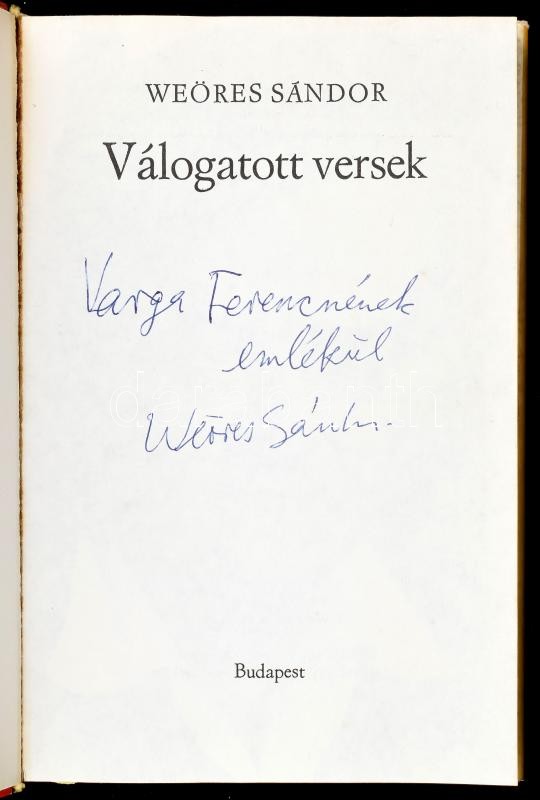 WEÖRES SÁNDOR
Válogatott versek
Varga Ferencnének
emlékül
Weöres Sándor
Budapest